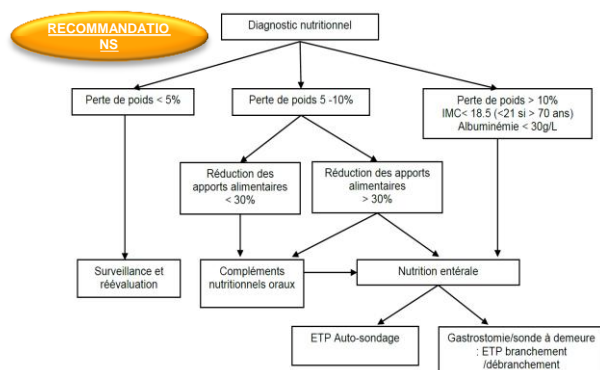 RECOMMANDATIO
NS
Diagnostic nutritionnel
Perte de poids < 5%
Perte de poids 5 -10%
Perte de poids > 10%
IMC< 18.5 (<21 si > 70 ans)
Albuminémie < 30g/L
Réduction des
apports alimentaires
< 30%
Réduction des apports
alimentaires
> 30%
Surveillance et
réévaluation
Compléments
nutritionnels oraux
Nutrition entérale
ETP Auto-sondage
Gastrostomie/sonde à demeure
: ETP branchement
/débranchement